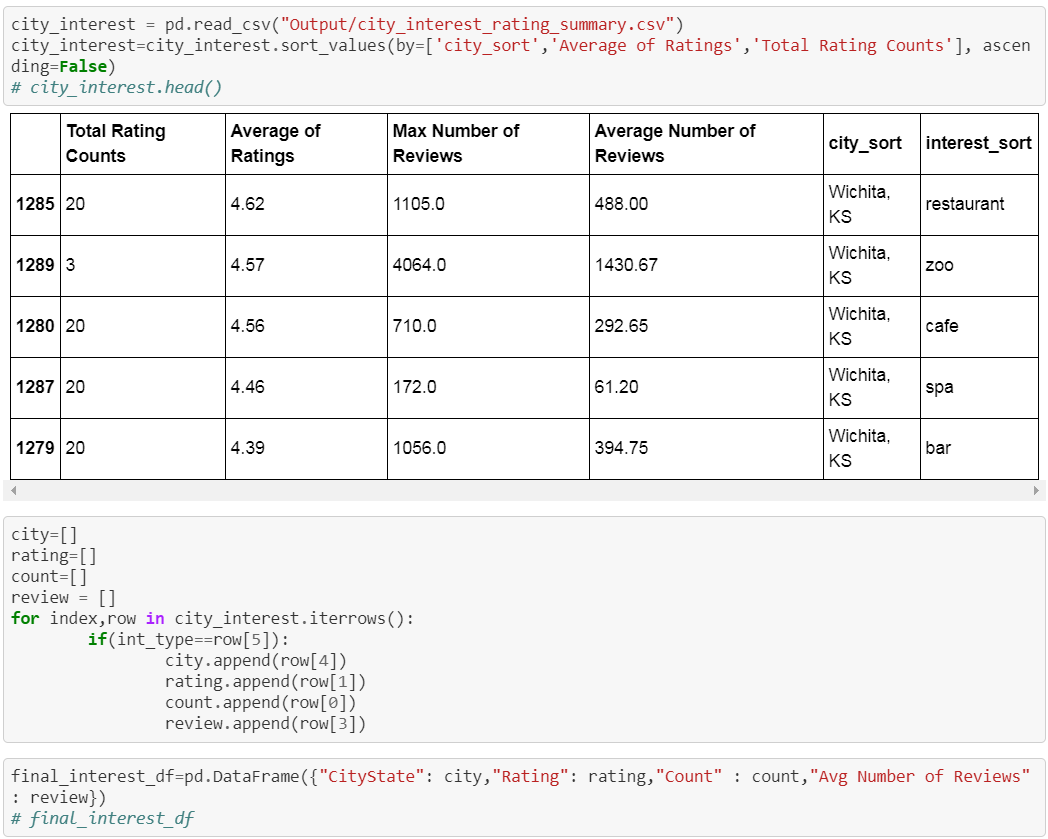 city_interest = pd.read_csv("Output/city_interest_rating_summary.csv")
city_interest=city_interest.sort_values(by=['city_sort','Average of Ratings','Total Rating Counts'], ascen
ding=False)
# city_interest.head()
Total Rating Counts Average of Ratings Max Number of Reviews Average Number of Reviews city_sort interest_sort
1285 20 4.62 1105.0 488.00 Wichita, KS restaurant
1289 3 4.57 4064.0 1430.67 Wichita, KS zoo
1280 20 4.56 710.0 292.65 Wichita, KS cafe
1287 20 4.46 172.0 61.20 Wichita, KS spa
1279 20 4.39 1056.0 394.75 Wichita, KS bar
city=[]
rating=[]
count=[]
review = []
for index,row in city_interest.iterrows():
        if(int_type==row[5]):
                city.append(row[4])
                rating.append(row[1])
                count.append(row[0])
                review.append(row[3])
final_interest_df=pd.DataFrame({"CityState": city,"Rating": rating,"Count" : count,"Avg Number of Reviews"
: review})
# final_interest_df